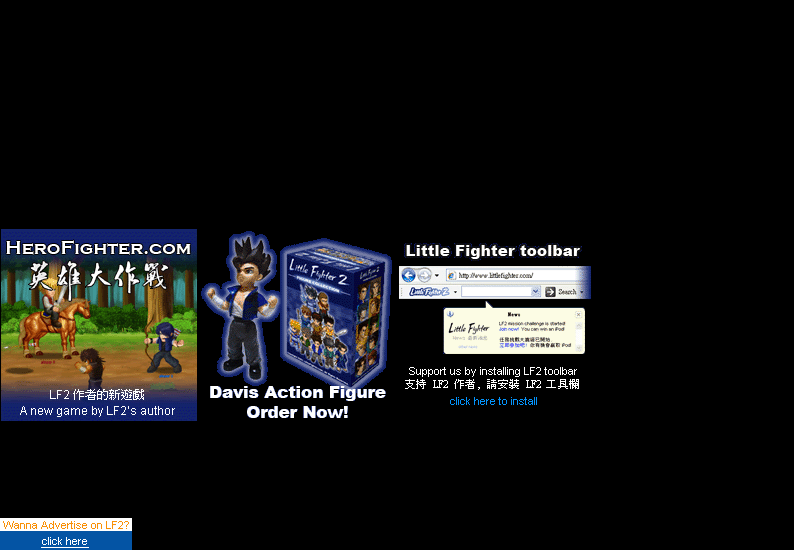 HEROFIGHTER.COM
英雄大作戰
LF2 作者的新遊戲
A new game by LF2's author
Little Fighter 2
Davis Action Figure
Order Now!
Little Fighter toolbar
http://www.littlefighter.com/
Little Fighter 2
Search
News
Little Fighter
LF2 mission challenge is started!
Join now! You can win an iPod!
任務挑戰大賽現已開始,
立即參加吧! 你有機會贏取 iPod!
Support us by installing LF2 toolbar
支持 LF2 作者, 請安裝 LF2 工具欄
click here to install
Wanna Advertise on LF2?
click here